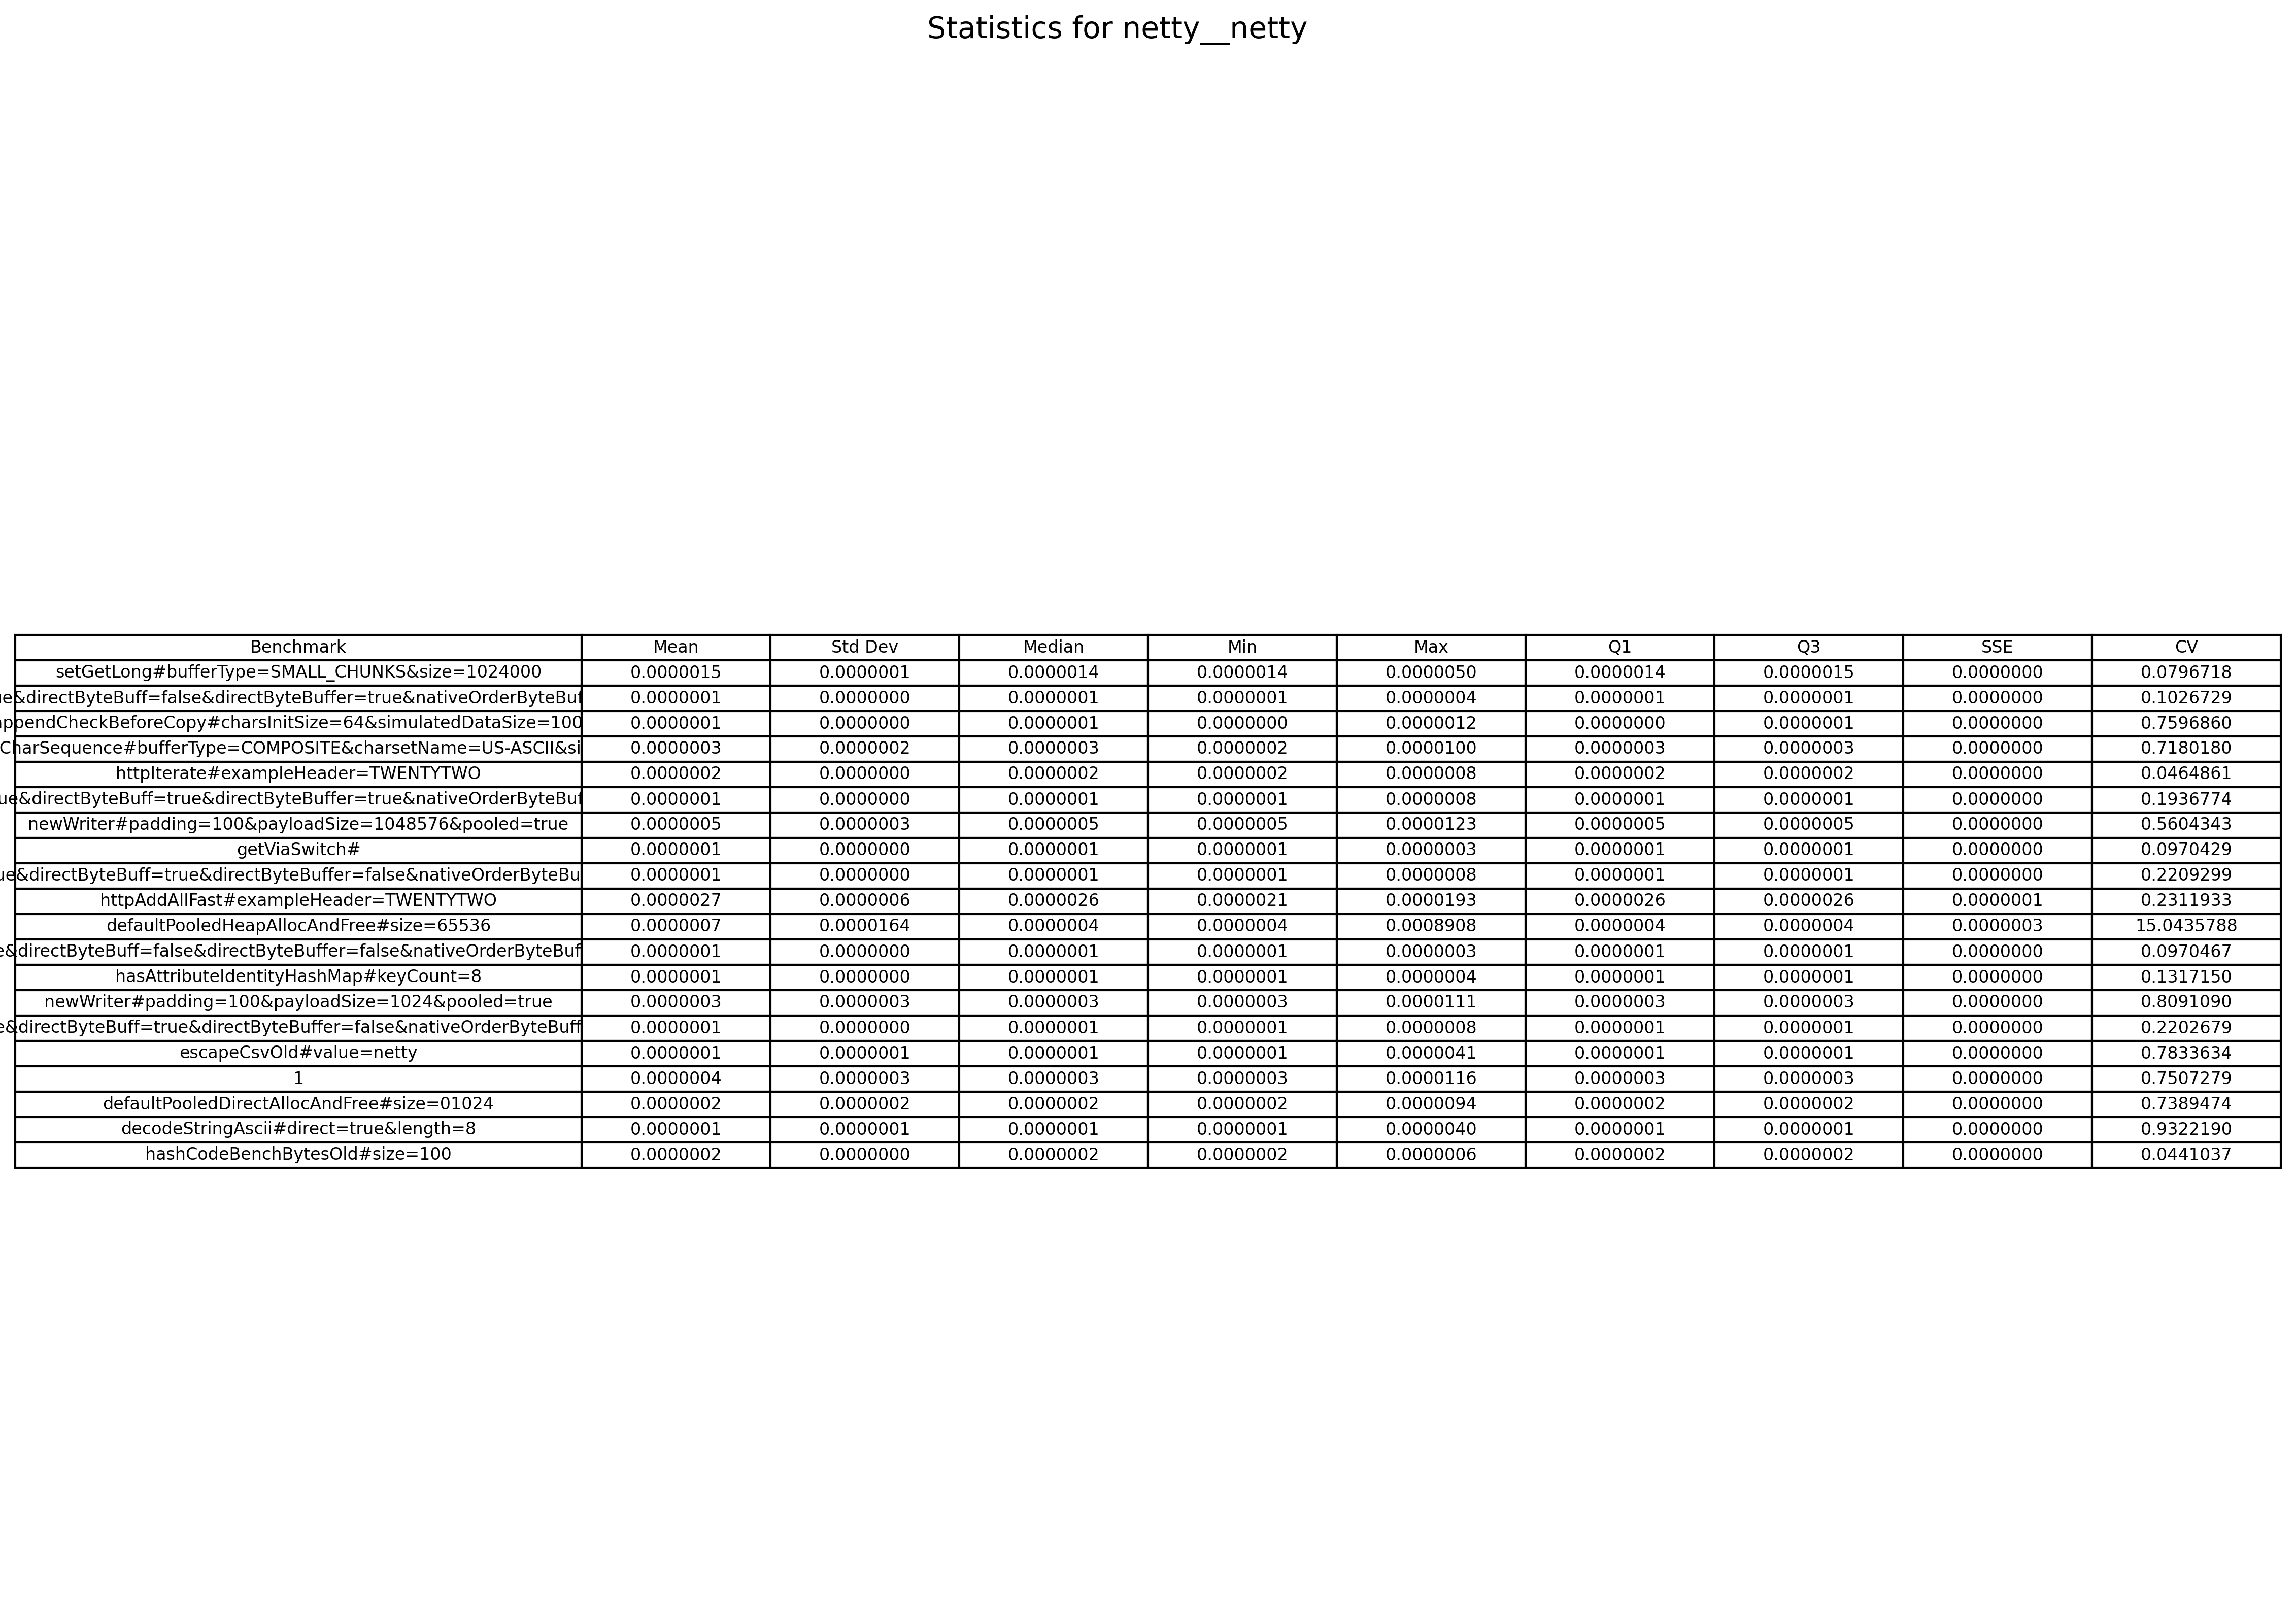 Statistics for netty__netty
Benchmark Mean Std Dev Median Min Max Q1 Q3 SSE CV
setGetLong#bufferType=SMALL_CHUNKS&size=1024000 0.0000015 0.0000001 0.0000014 0.0000014 0.0000050 0.0000014 0.0000015 0.0000000 0.0796718
ue&directByteBuff=false&directByteBuffer=true&nativeOrderByteBuf 0.0000001 0.0000000 0.0000001 0.0000001 0.0000004 0.0000001 0.0000001 0.0000000 0.1026729
appendCheckBeforeCopy#charsInitSize=64&simulatedDataSize=100 0.0000001 0.0000001 0.0000001 0.0000000 0.0000012 0.0000000 0.0000001 0.0000000 0.7596860
CharSequence#bufferType=COMPOSITE&charsetName=US-ASCII&si 0.0000003 0.0000002 0.0000003 0.0000002 0.0000100 0.0000003 0.0000003 0.0000000 0.7180180
httpIterate#exampleHeader=TWENTYTWO 0.0000002 0.0000000 0.0000002 0.0000002 0.0000008 0.0000002 0.0000002 0.0000000 0.0464861
ue&directByteBuff=true&directByteBuffer=true&nativeOrderByteBuf 0.0000001 0.0000000 0.0000001 0.0000001 0.0000008 0.0000001 0.0000001 0.0000000 0.1936774
newWriter#padding=100&payloadSize=1048576&pooled=true 0.0000005 0.0000003 0.0000005 0.0000005 0.0000123 0.0000005 0.0000005 0.0000000 0.5604343
getViaSwitch# 0.0000001 0.0000000 0.0000001 0.0000001 0.0000003 0.0000001 0.0000001 0.0000000 0.0970429
ue&directByteBuff=true&directByteBuffer=false&nativeOrderByteBu 0.0000001 0.0000000 0.0000001 0.0000001 0.0000008 0.0000001 0.0000001 0.0000000 0.2209299
httpAddAllFast#exampleHeader=TWENTYTWO 0.0000027 0.0000006 0.0000026 0.0000021 0.0000193 0.0000026 0.0000026 0.0000001 0.2311933
defaultPooledHeapAllocAndFree#size=65536 0.0000007 0.0000164 0.0000004 0.0000004 0.0008908 0.0000004 0.0000004 0.0000003 15.0435788
e&directByteBuff=false&directByteBuffer=false&nativeOrderByteBuf 0.0000001 0.0000000 0.0000001 0.0000001 0.0000003 0.0000001 0.0000001 0.0000000 0.0970467
hasAttributeIdentityHashMap#keyCount=8 0.0000001 0.0000000 0.0000001 0.0000001 0.0000004 0.0000001 0.0000001 0.0000000 0.1317150
newWriter#padding=100&payloadSize=1024&pooled=true 0.0000003 0.0000003 0.0000003 0.0000003 0.0000111 0.0000003 0.0000003 0.0000000 0.8091090
e&directByteBuff=true&directByteBuffer=false&nativeOrderByteBuff 0.0000001 0.0000000 0.0000001 0.0000001 0.0000008 0.0000001 0.0000001 0.0000000 0.2202679
escapeCsvOld#value=netty 0.0000001 0.0000001 0.0000001 0.0000001 0.0000041 0.0000001 0.0000001 0.0000000 0.7833634
1 0.0000004 0.0000003 0.0000003 0.0000003 0.0000116 0.0000003 0.0000003 0.0000000 0.7507279
defaultPooledDirectAllocAndFree#size=01024 0.0000002 0.0000002 0.0000002 0.0000002 0.0000094 0.0000002 0.0000002 0.0000000 0.7389474
decodeStringAscii#direct=true&length=8 0.0000001 0.0000001 0.0000001 0.0000001 0.0000040 0.0000001 0.0000001 0.0000000 0.9322190
hashCodeBenchBytesOld#size=100 0.0000002 0.0000000 0.0000002 0.0000002 0.0000006 0.0000002 0.0000002 0.0000000 0.0441037